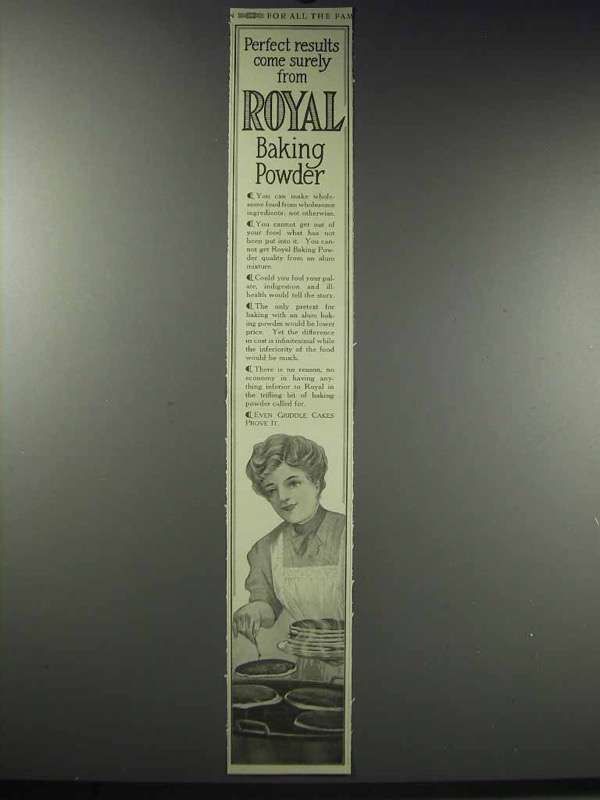 FOR ALL THE FAM
Perfect results
come surely
from
ROYAL
Baking
Powder
¶ You can make whole-
some food from wholesome
ingredients; not otherwise.
¶ You cannot get out of
your food what has not
been put into it. You can-
not get Royal Baking Pow-
der quality from an alum
mixture.
¶ Could you fool your pal-
ate, indigestion and ill-
health would tell the story.
¶ The only pretext for
baking with an alum bak-
ing powder would be lower
price. Yet the difference
in cost is infinitesimal while
the inferiority of the food
would be much.
¶ There is no reason, no
economy in having any-
thing inferior to Royal in
the trifling bit of baking
powder called for.
¶ EVEN GRIDDLE CAKES
PROVE IT.